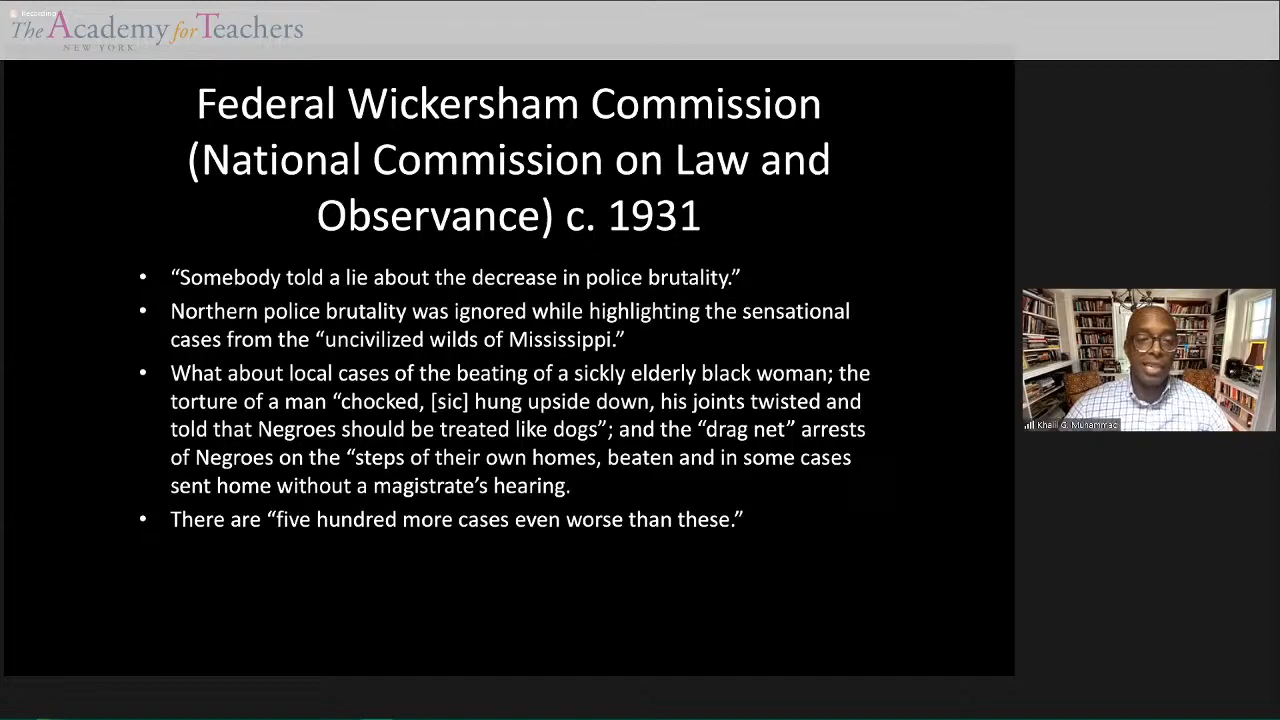 Recording
The Academy for Teachers
NEW YORK
Federal Wickersham Commission
(National Commission on Law and
Observance) c. 1931
• “Somebody told a lie about the decrease in police brutality.”
• Northern police brutality was ignored while highlighting the sensational
cases from the “uncivilized wilds of Mississippi.”
• What about local cases of the beating of a sickly elderly black woman; the
torture of a man “chocked, [sic] hung upside down, his joints twisted and
told that Negroes should be treated like dogs”; and the “drag net” arrests
of Negroes on the “steps of their own homes, beaten and in some cases
sent home without a magistrate’s hearing.
• There are “five hundred more cases even worse than these.”
Khalil G. Muhammad